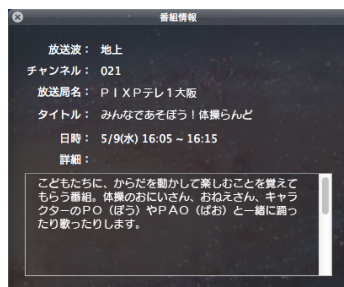 番組情報
放送波： 地上
チャンネル： 021
放送局名： ＰＩＸＰテレ１大阪
タイトル： みんなであそぼう！体操らんど
日時： 5/9(水) 16:05 ~ 16:15
詳細：
こどもたちに、からだを動かして楽しむことを覚えて
もらう番組。体操のおにいさん、おねえさん、キャラ
クターのＰＯ（ぽう）やＰＡＯ（ぱお）と一緒に踊っ
たり歌ったりします。